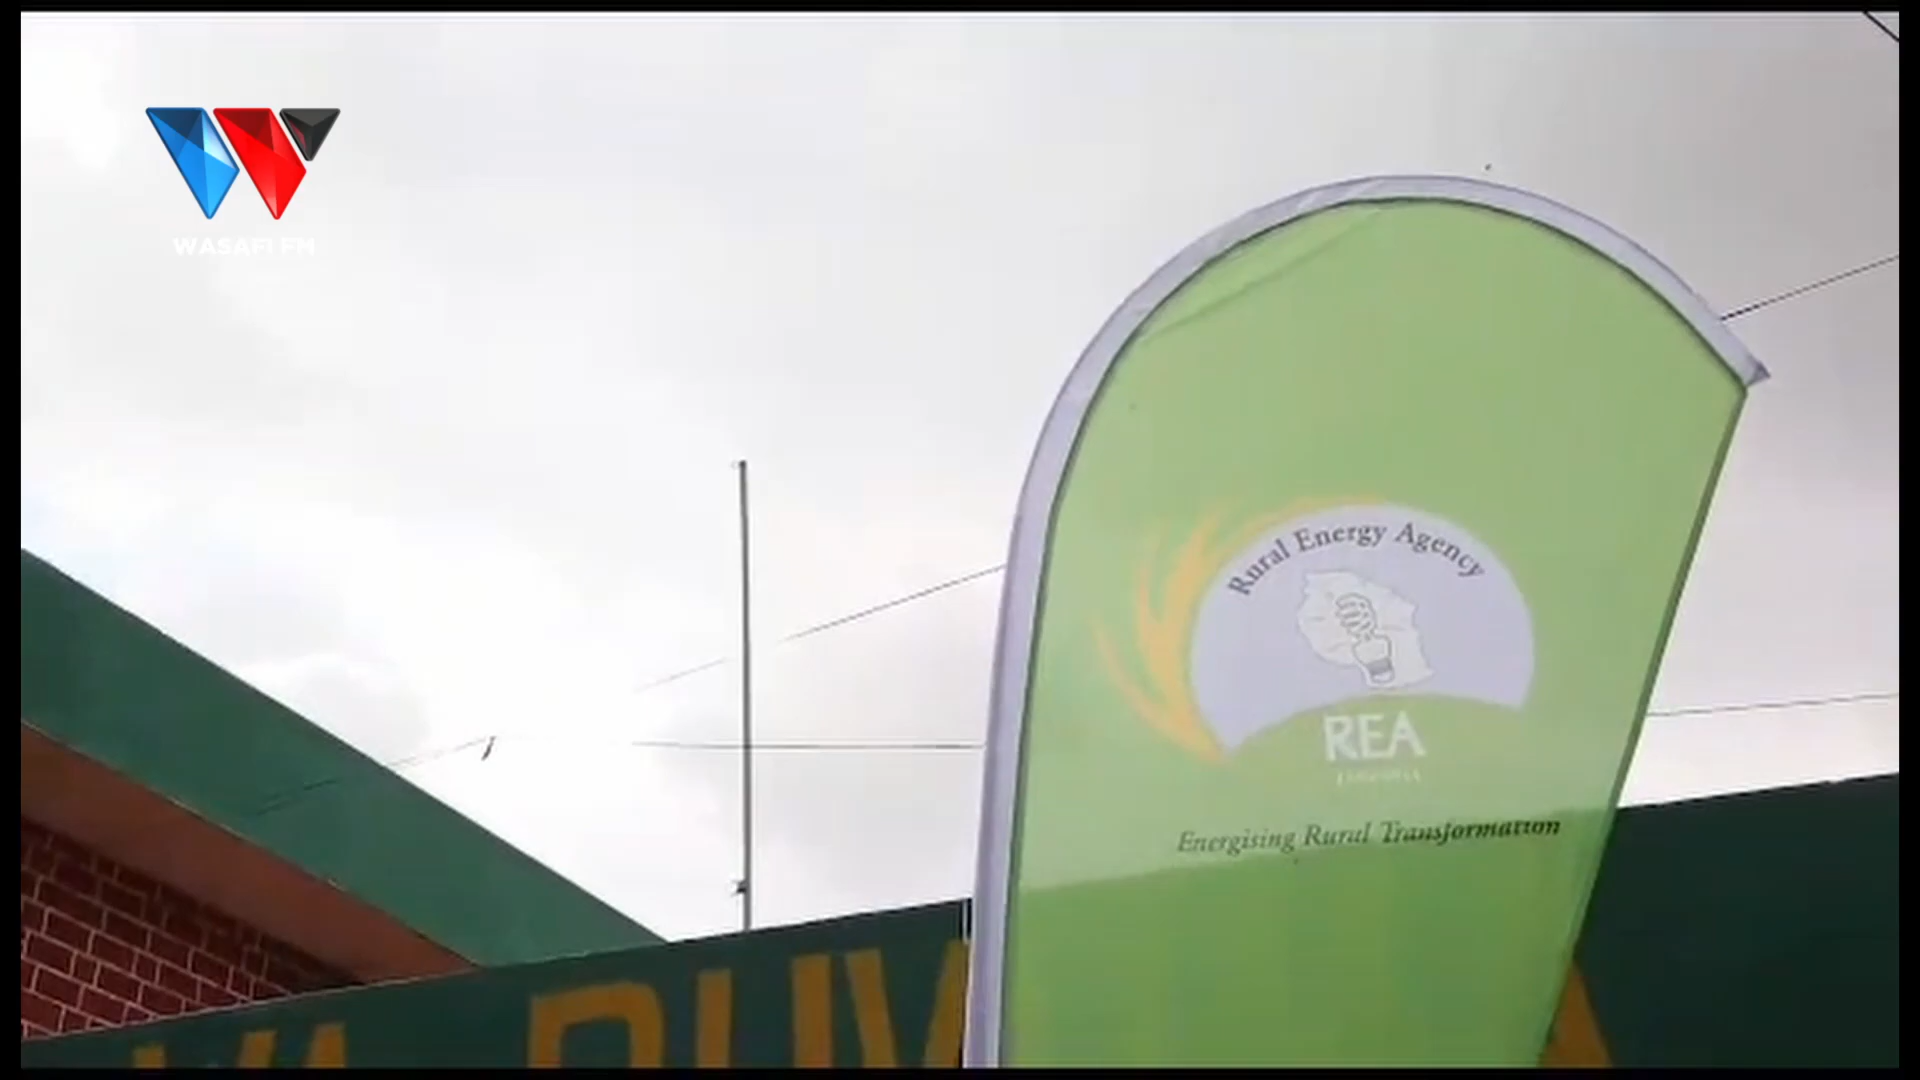 WASAFI FM
Rural Energy Agency
REA
Energising Rural Transformation